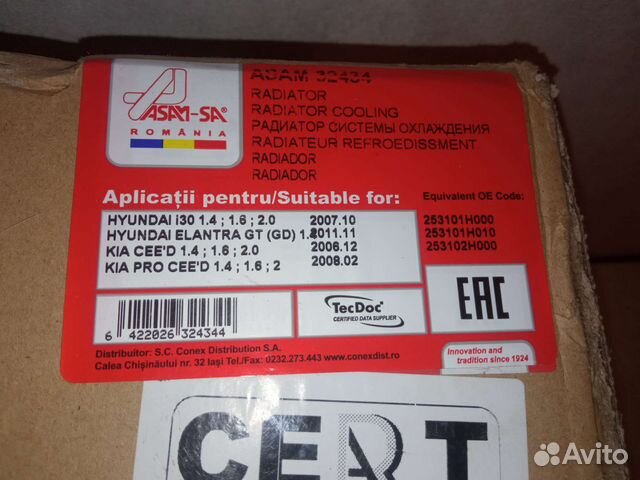 ASAM 32434
ASAM-SA®
ROMÂNIA
RADIATOR
RADIATOR COOLING
РАДИАТОР СИСТЕМЫ ОХЛАЖДЕНИЯ
RADIATEUR REFROEDISSMENT
RADIADOR
RADIADOR
Aplicații pentru/Suitable for:
Equivalent OE Code:
HYUNDAI i30 1.4 ; 1.6 ; 2.0 2007.10 253101H000
HYUNDAI ELANTRA GT (GD) 2011.11 253101H010
KIA CEE'D 1.4 ; 1.6 ; 2.0 2006.12 253102H000
KIA PRO CEE'D 1.4 ; 1.6 ; 2 2008.02
6 422026 324344
TecDoc
CERTIFIED DATA SUPPLIER
EAC
Distribuitor: S.C. Conex Distribution S.A.
Calea Chișinăului nr. 32 Iași Tel./Fax: 0232.273.443 www.conexdist.ro
Innovation and
tradition since 1924
CERT
Avito